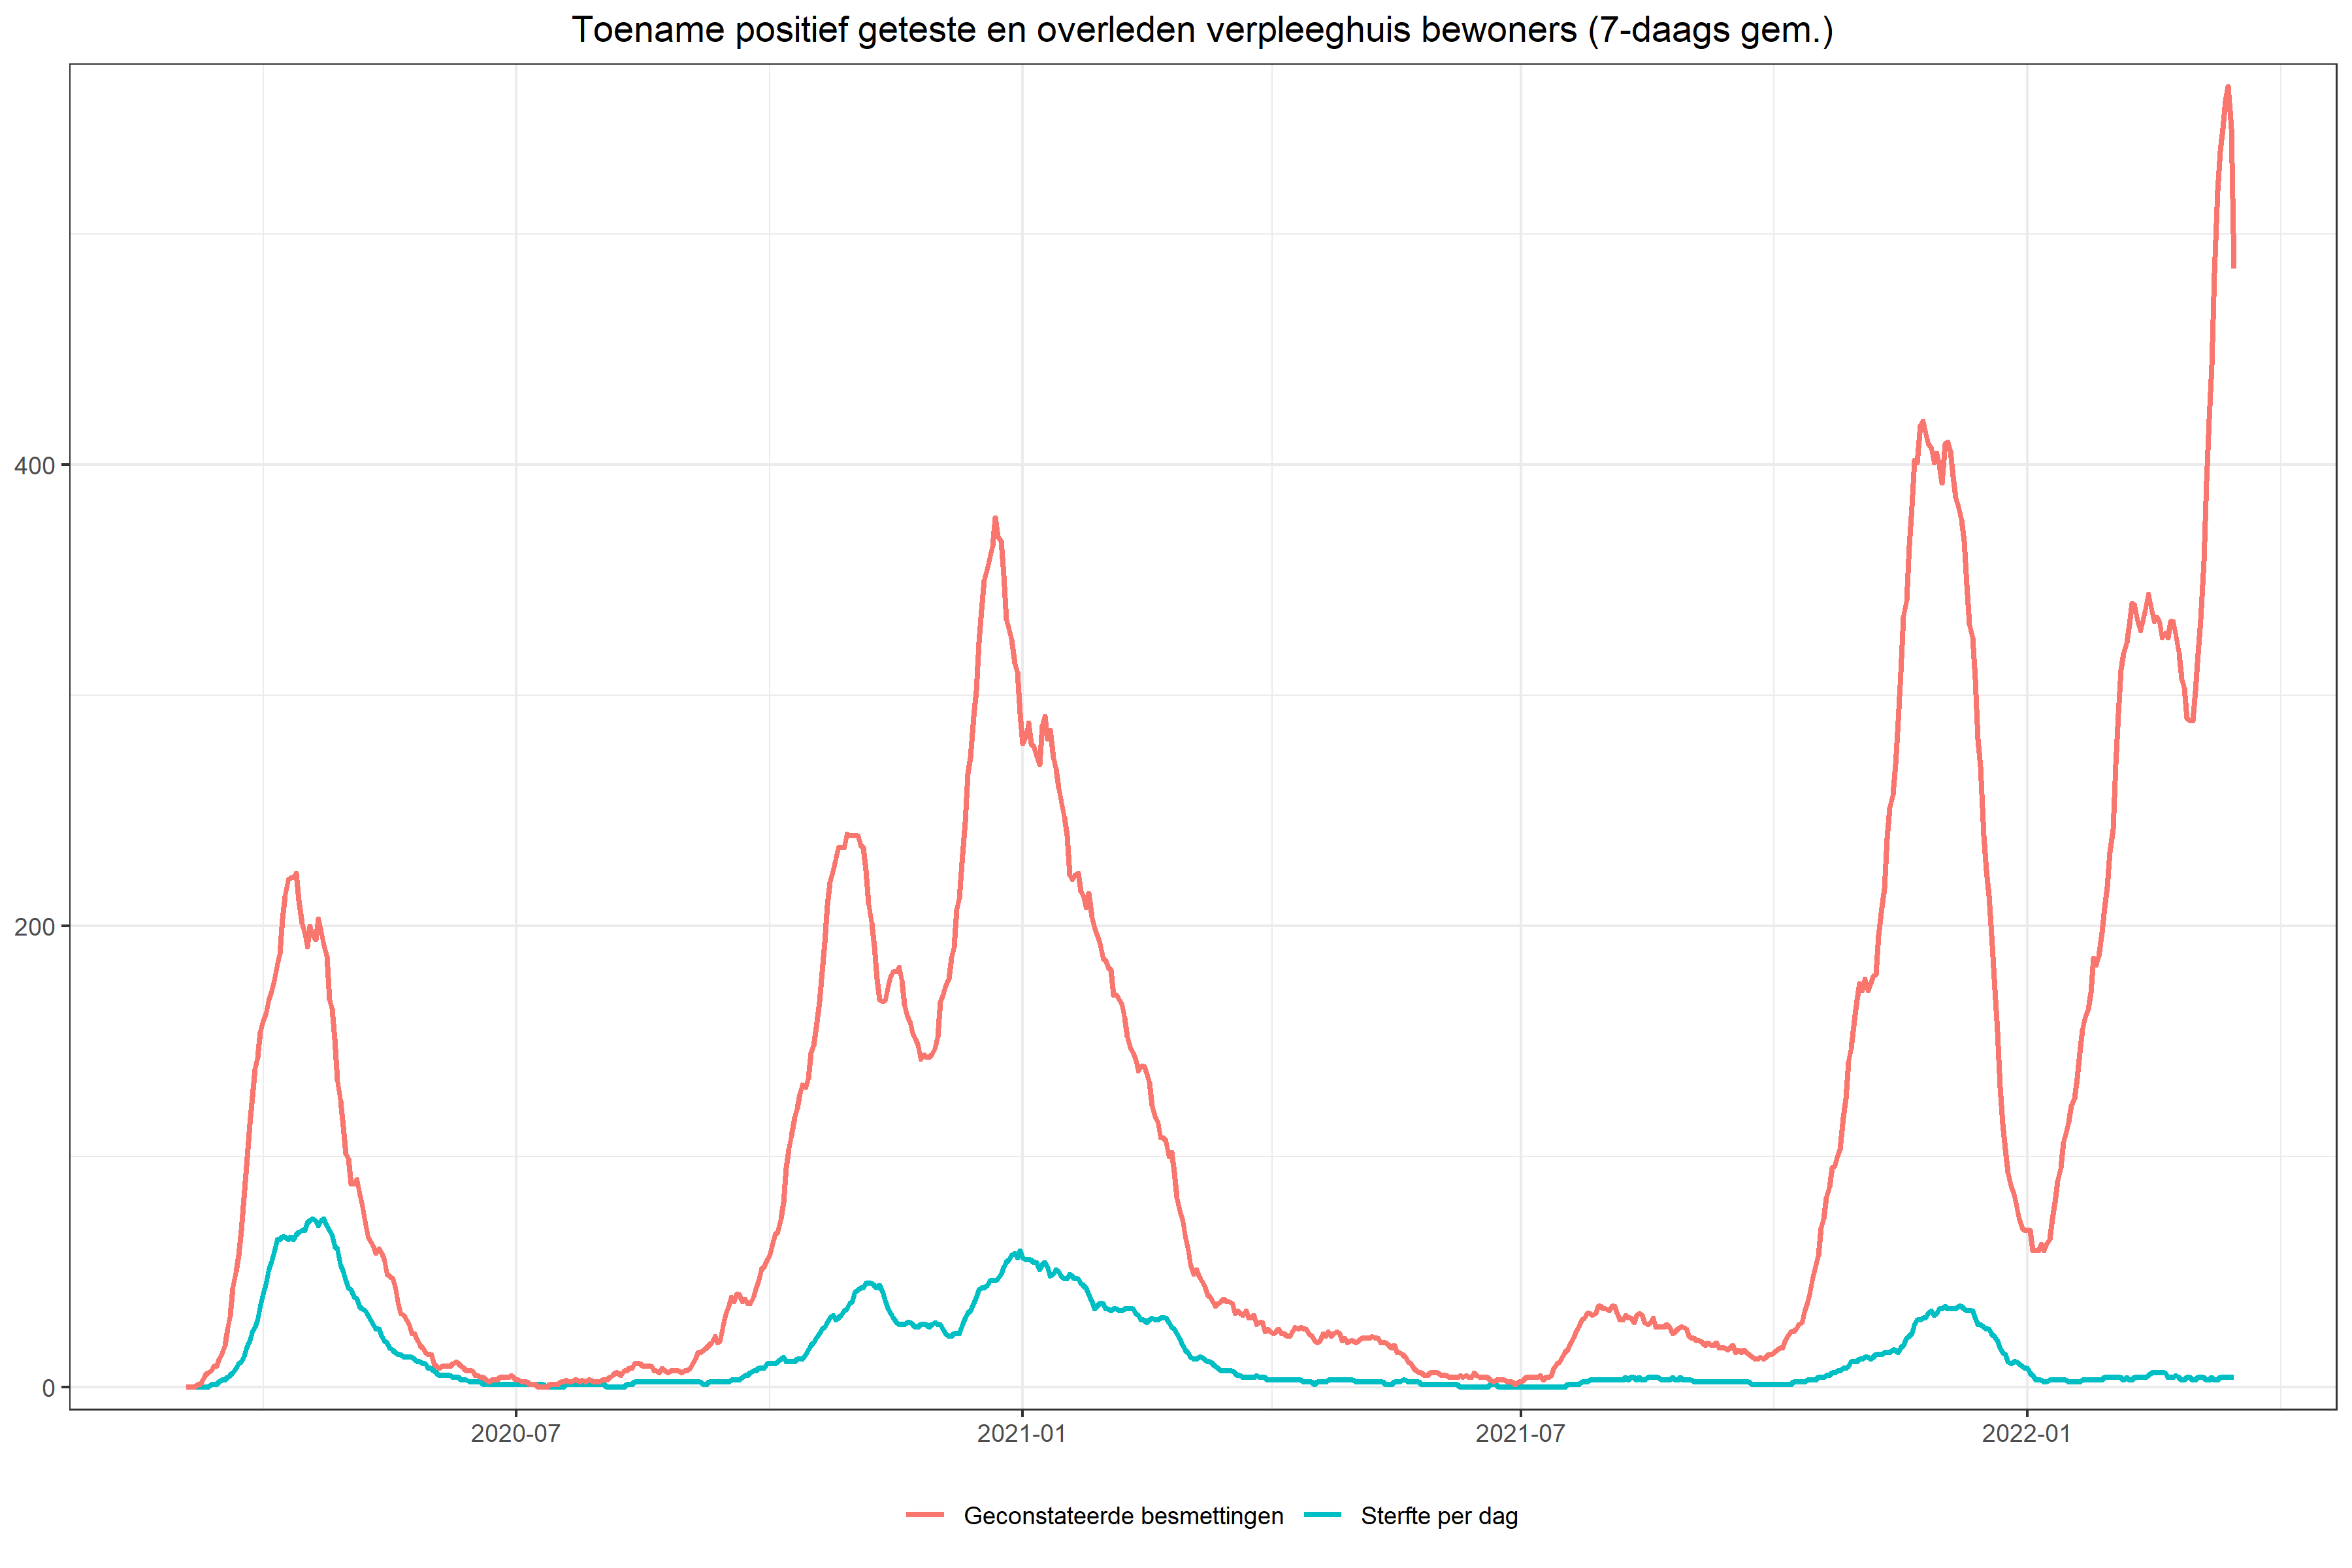 Toename positief geteste en overleden verpleeghuis bewoners (7-daags gem.)
400
200
0
2020-07
2021-01
2021-07
2022-01
Geconstateerde besmettingen
Sterfte per dag